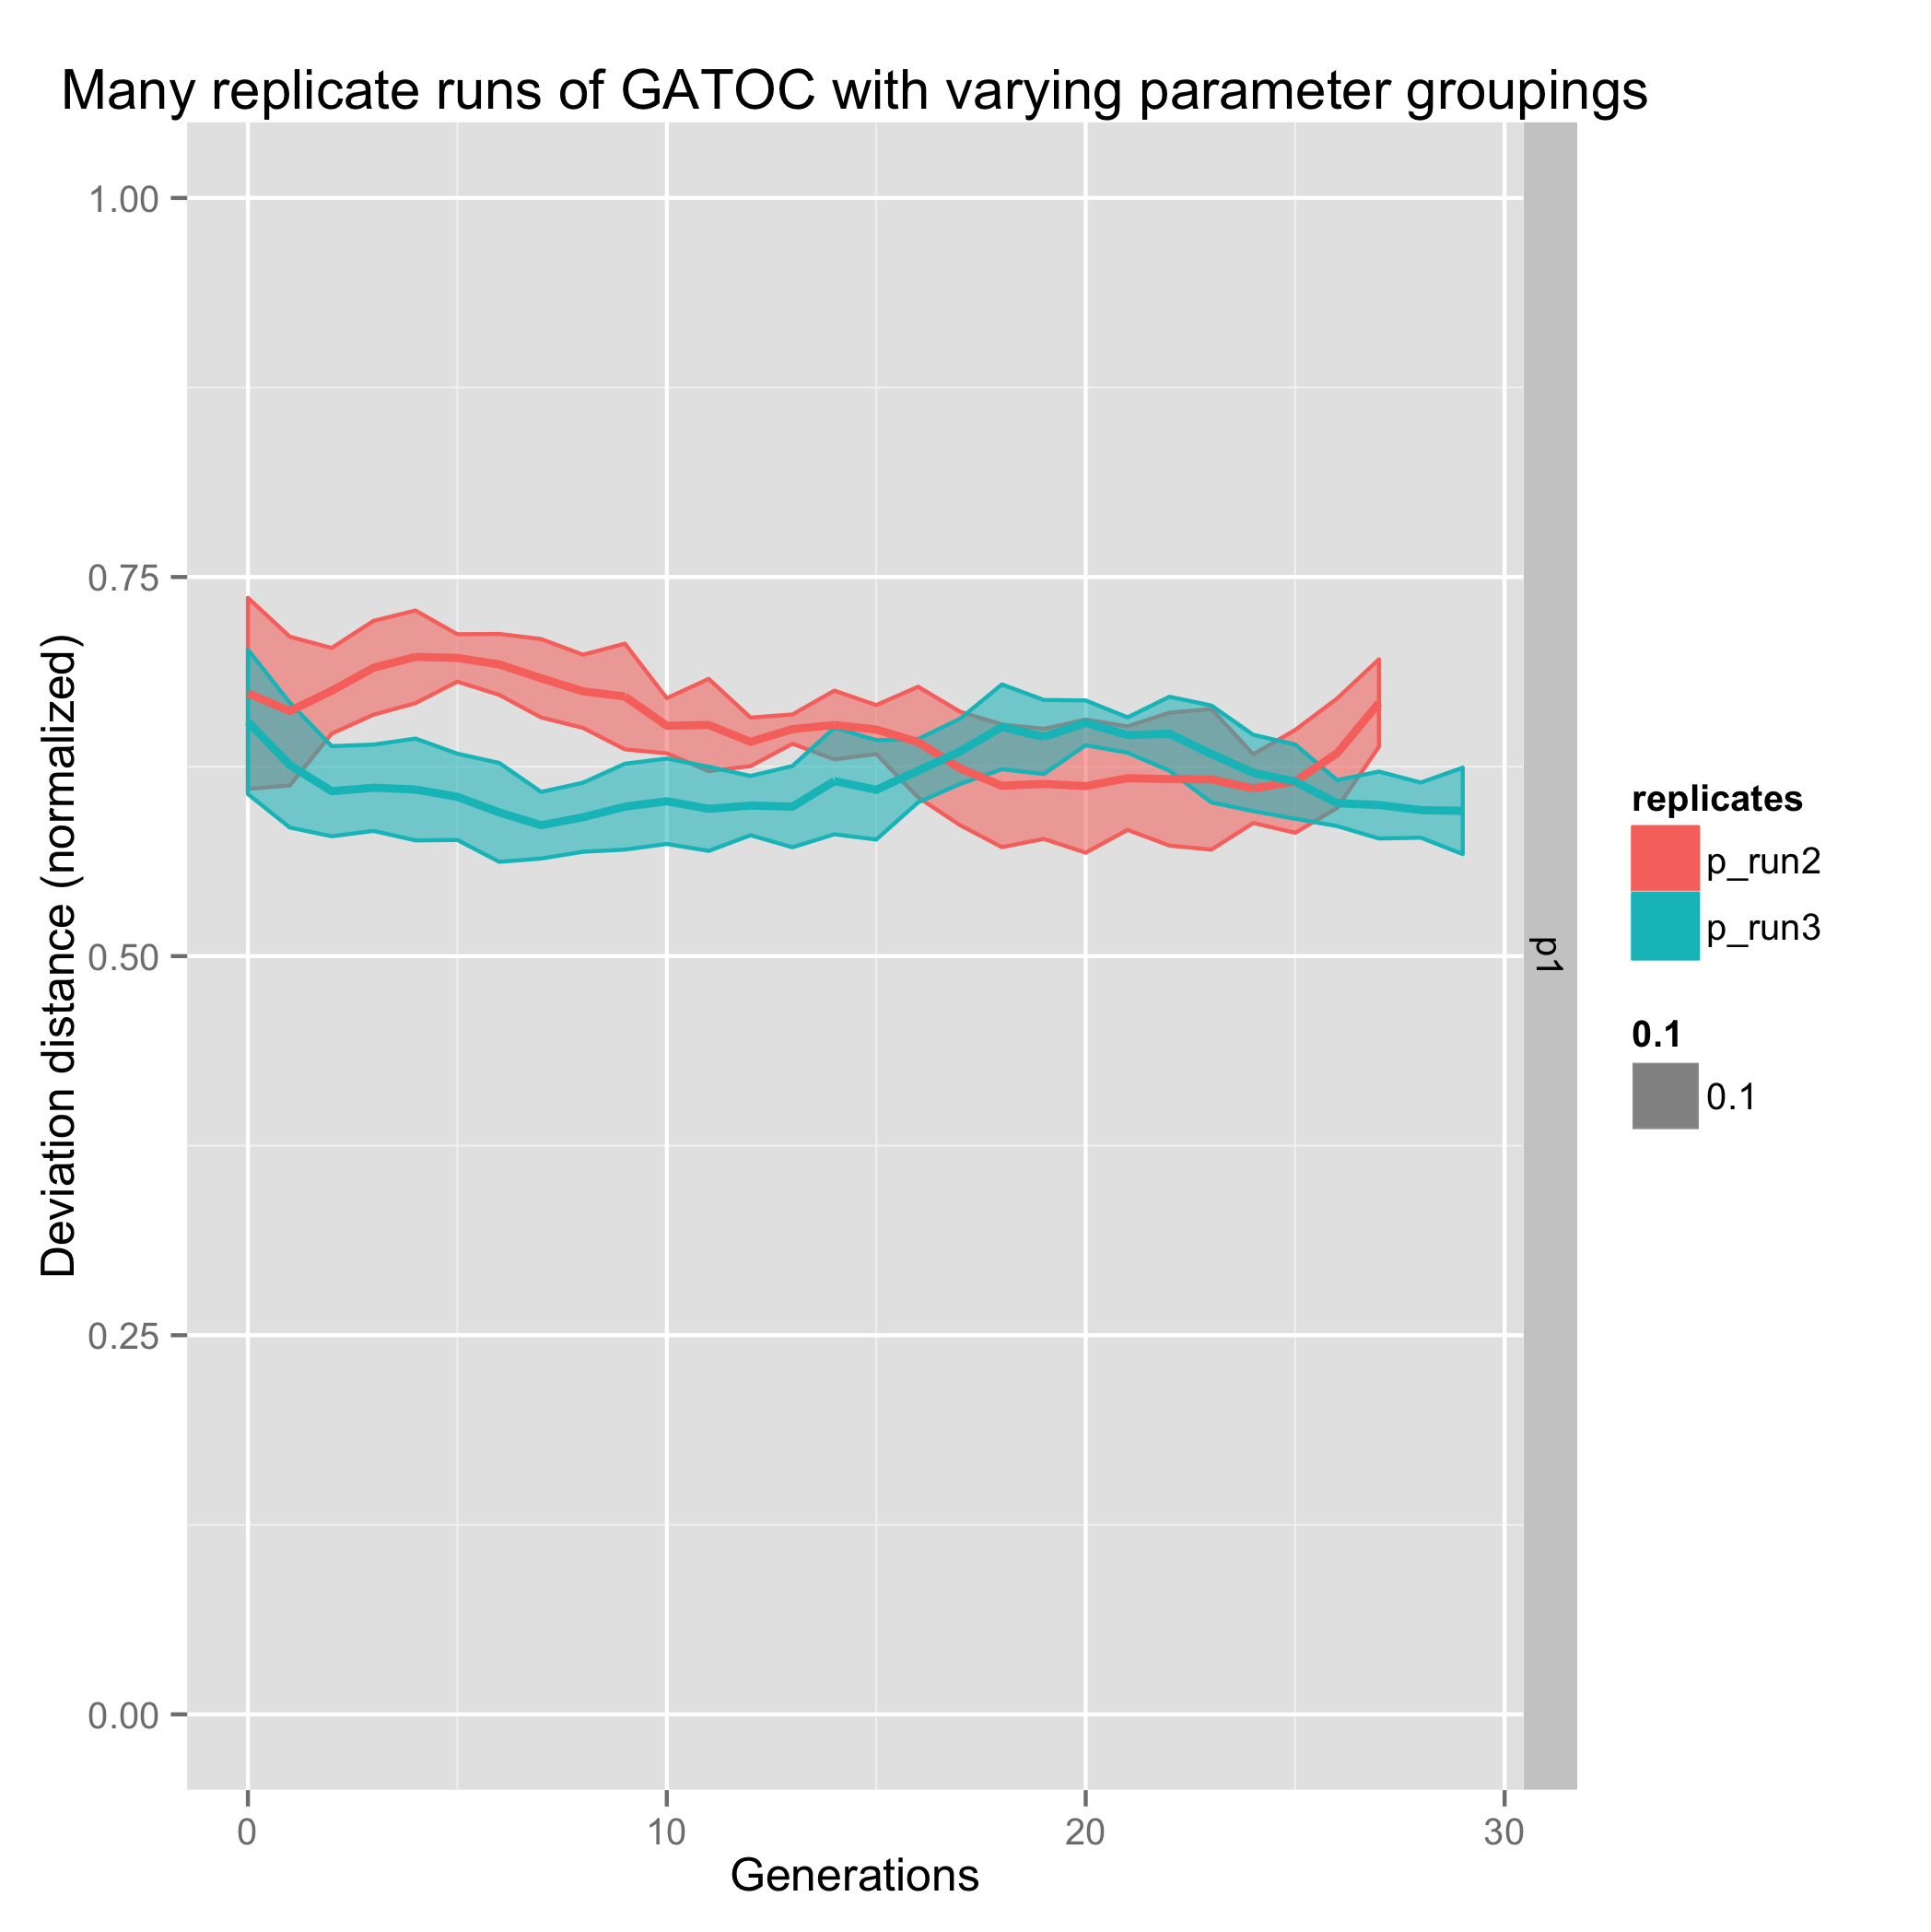 Many replicate runs of GATOC with varying parameter groupings
1.00
0.75
0.50
0.25
0.00
Deviation distance (normalized)
0
10
20
30
Generations
p1
replicates
p_run2
p_run3
0.1
0.1